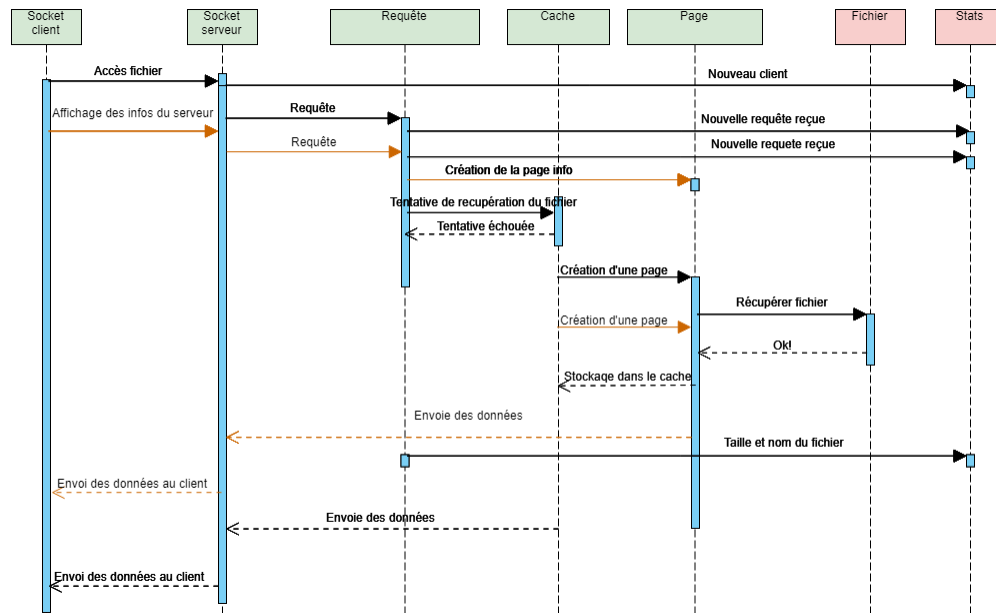 Socket
client
Socket
serveur
Requête
Cache
Page
Fichier
Stats
Accès fichier
Nouveau client
Affichage des infos du serveur
Requête
Nouvelle requête reçue
Requête
Nouvelle requete reçue
Création de la page info
Tentative de recupération du fichier
Tentative échouée
Création d'une page
Récupérer fichier
Création d'une page
Ok!
Stockage dans le cache
Envoie des données
Taille et nom du fichier
Envoi des données au client
Envoie des données
Envoi des données au client